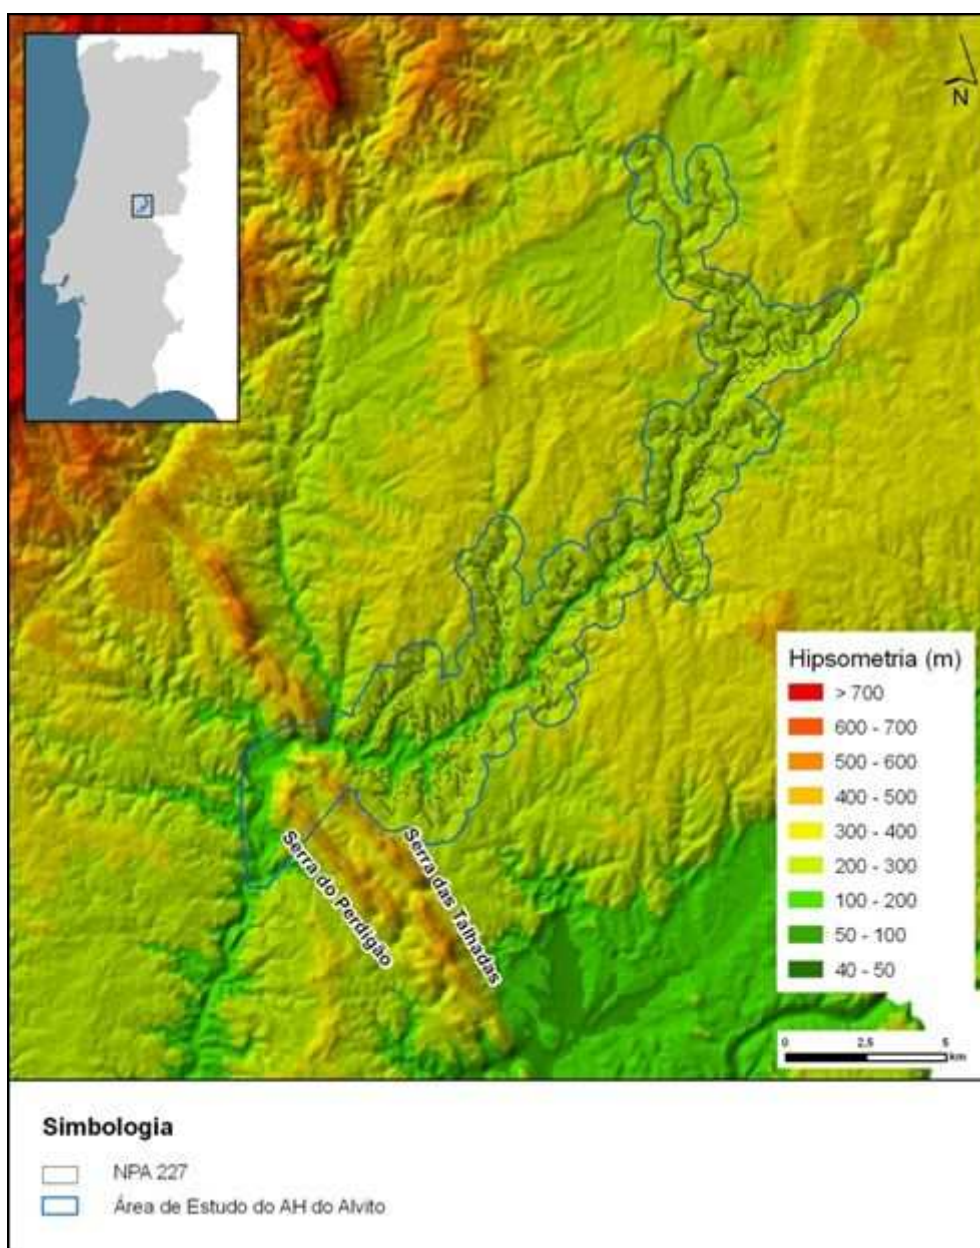 N
Serra do Perdigão
Serra das Talhadas
Hipsometria (m)
> 700
600 - 700
500 - 600
400 - 500
300 - 400
200 - 300
100 - 200
50 - 100
40 - 50
0 2,5 5
km
Simbologia
NPA 227
Área de Estudo do AH do Alvito